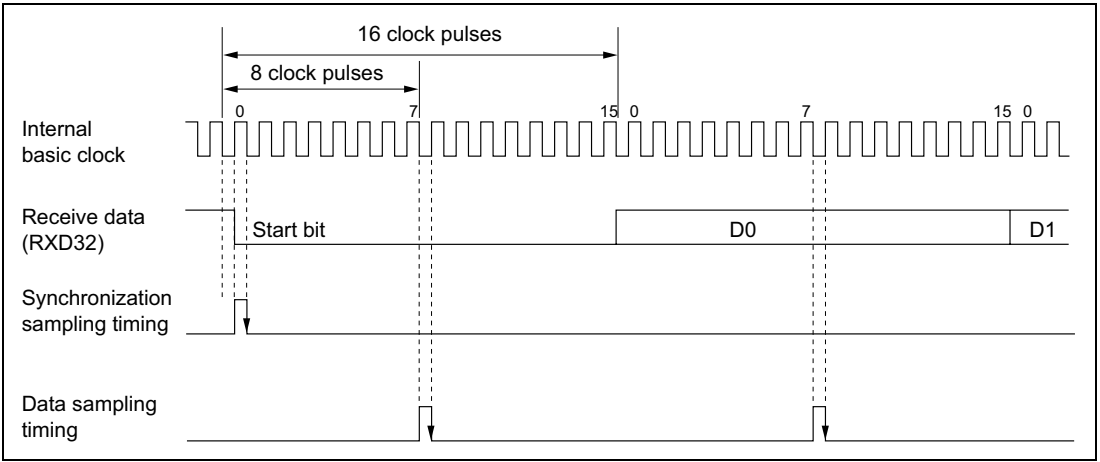 16 clock pulses
8 clock pulses
0 7 15 0 7 15 0
Internal
basic clock
Receive data
(RXD32)
Start bit D0 D1
Synchronization
sampling timing
Data sampling
timing